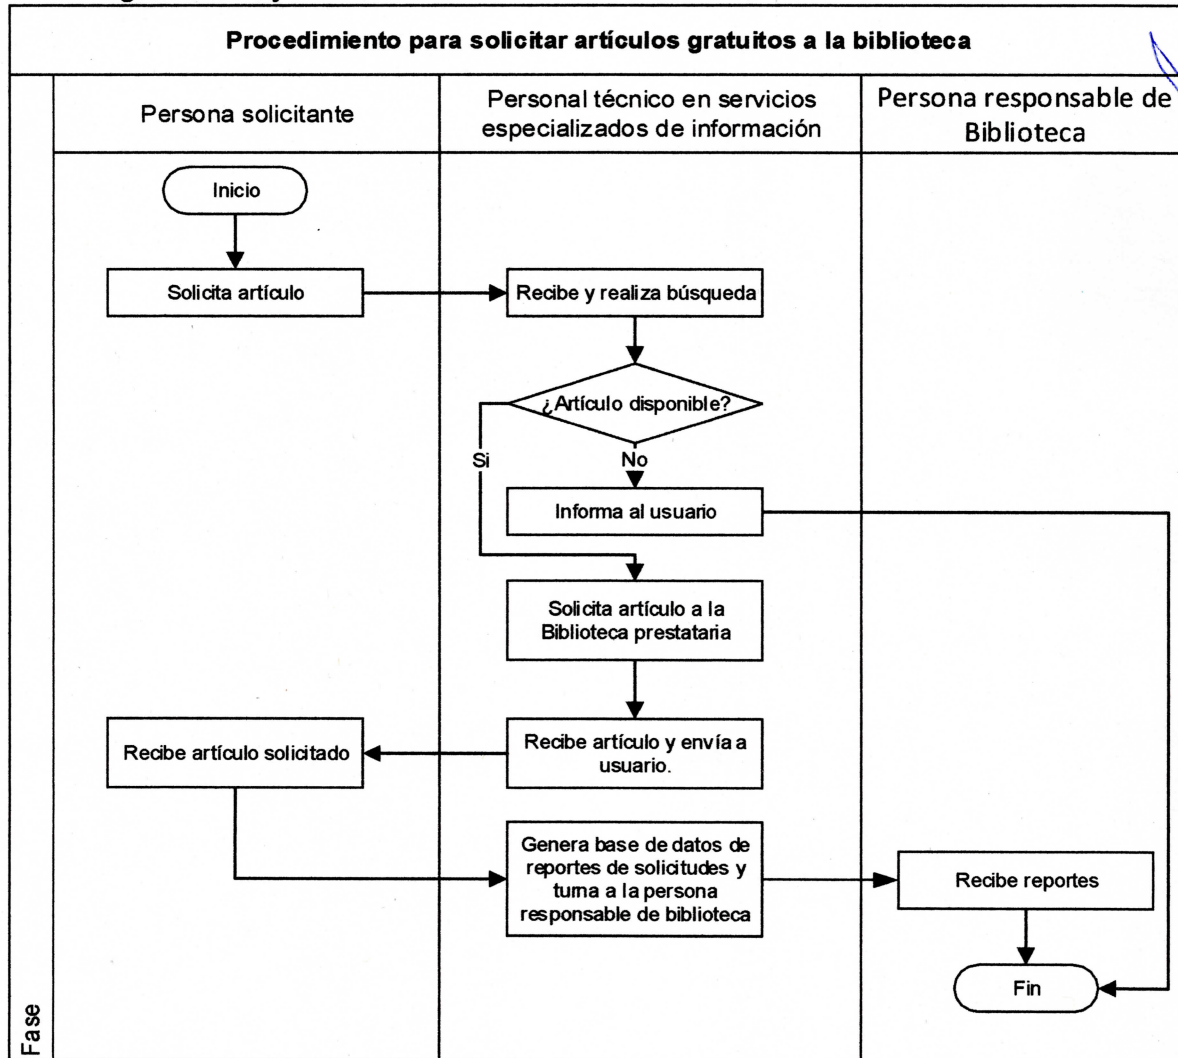 Procedimiento para solicitar artículos gratuitos a la biblioteca
Persona solicitante
Personal técnico en servicios
especializados de información
Persona responsable de
Biblioteca
Inicio
Solicita artículo
Recibe y realiza búsqueda
¿Artículo disponible?
Si
No
Informa al usuario
Solicita artículo a la
Biblioteca prestataria
Recibe artículo solicitado
Recibe artículo y envía a
usuario.
Genera base de datos de
reportes de solicitudes y
turna a la persona
responsable de biblioteca
Recibe reportes
Fin
Fase